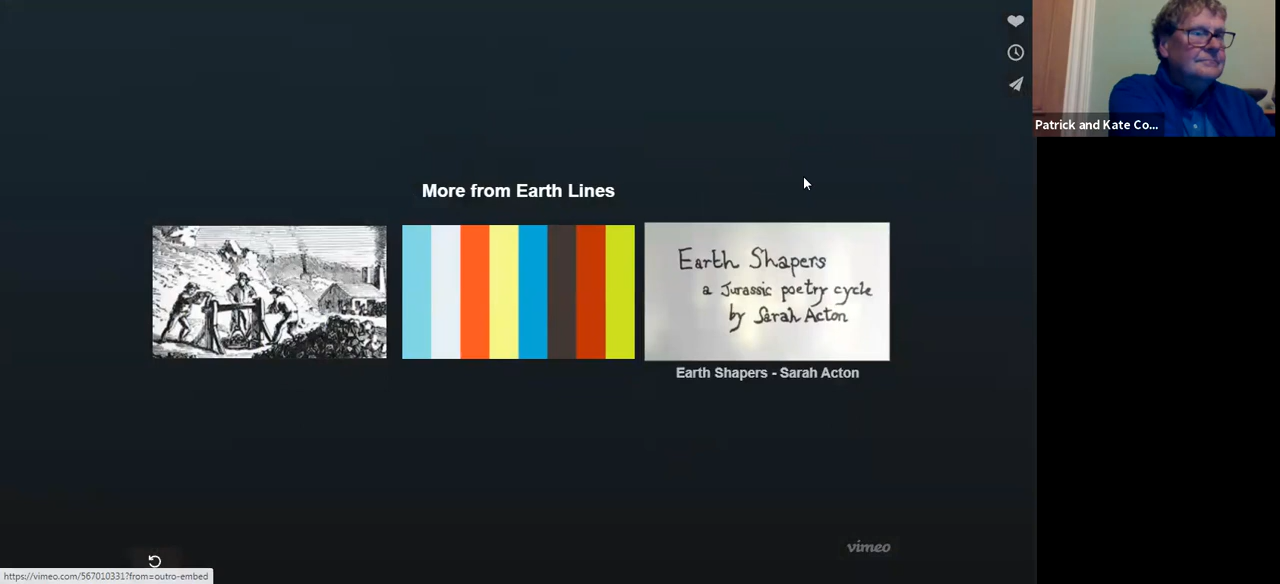 Patrick and Kate Co...
More from Earth Lines
Earth Shapers
a Jurassic poetry cycle
by Sarah Acton
Earth Shapers - Sarah Acton
vimeo
https://vimeo.com/567010331?from=outro-embed